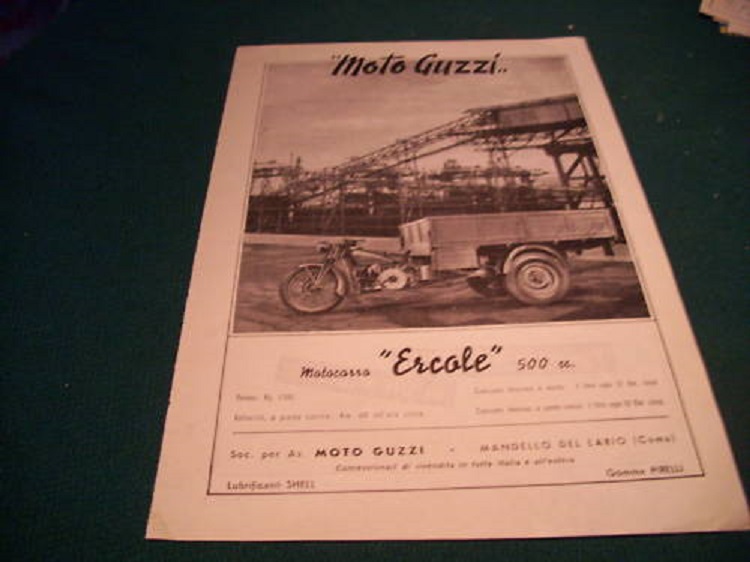 "Moto Guzzi"
Motocarro "Ercole" 500 cc.
Soc. per Az. MOTO GUZZI - MANDELLO DEL LARIO (Como)
Concessionari di vendita in tutta Italia e all'estero
Lubrificanti SHELL
Gomme PIRELLI